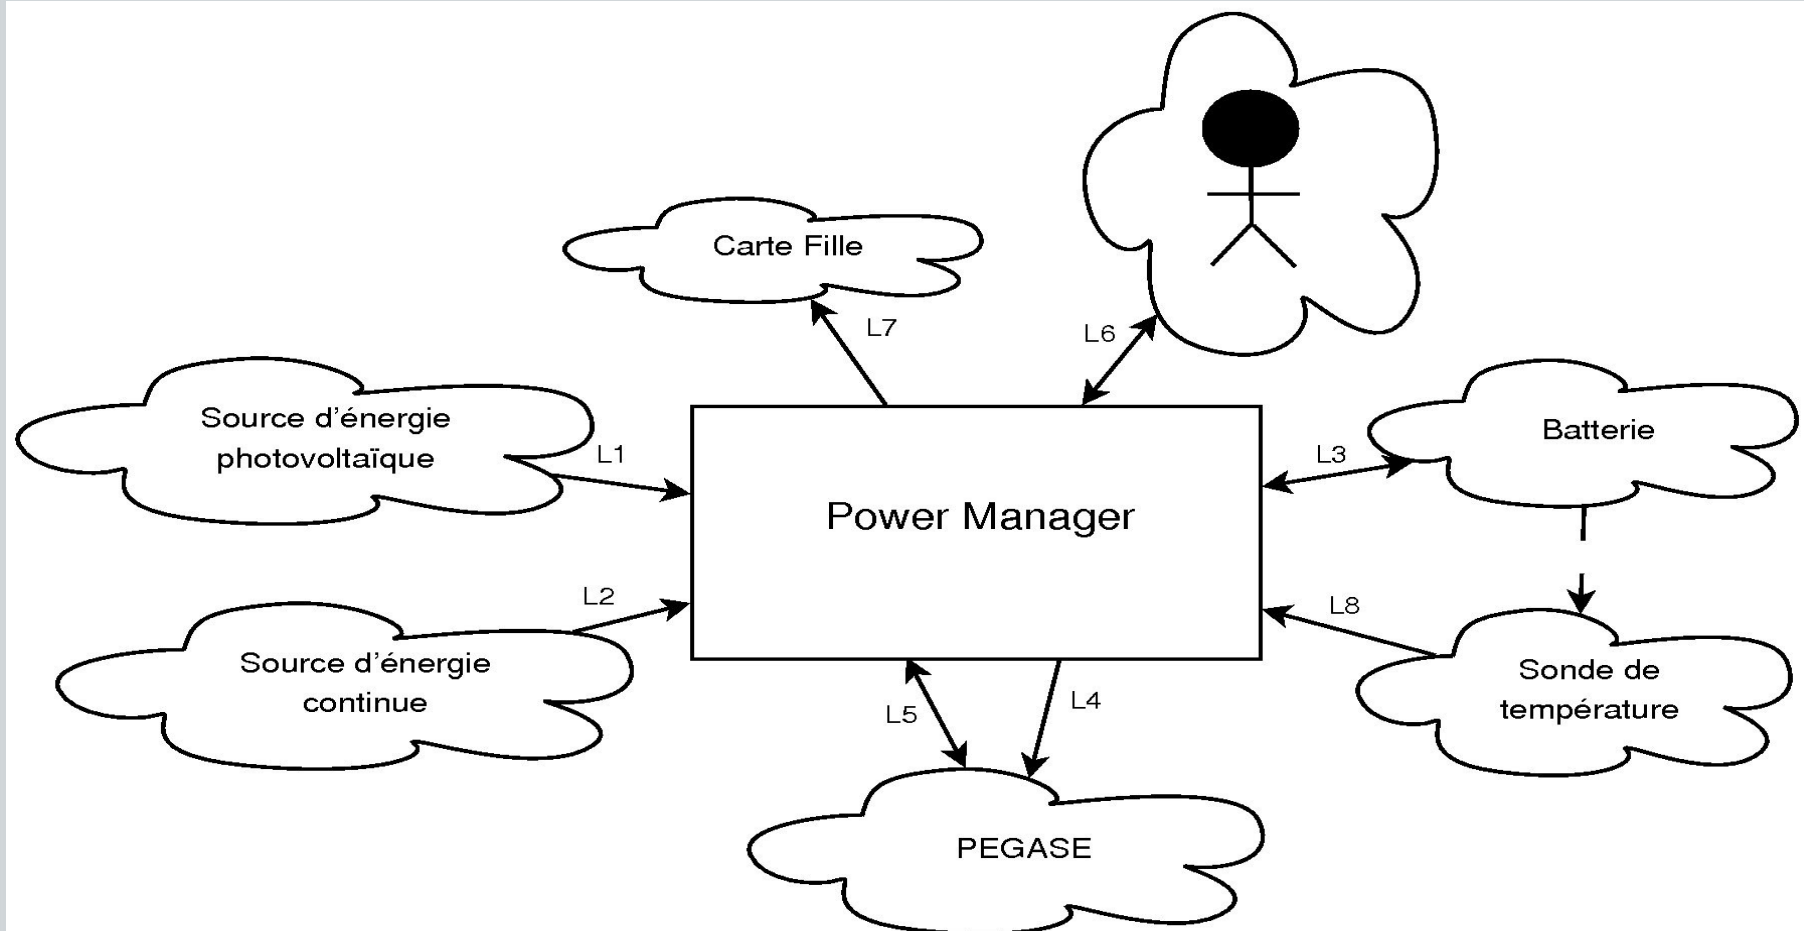 Carte Fille
L7
L6
Source d'énergie
photovoltaïque
L1
Batterie
L3
Power Manager
L2
L8
Source d'énergie
continue
Sonde de
température
L5
L4
PEGASE